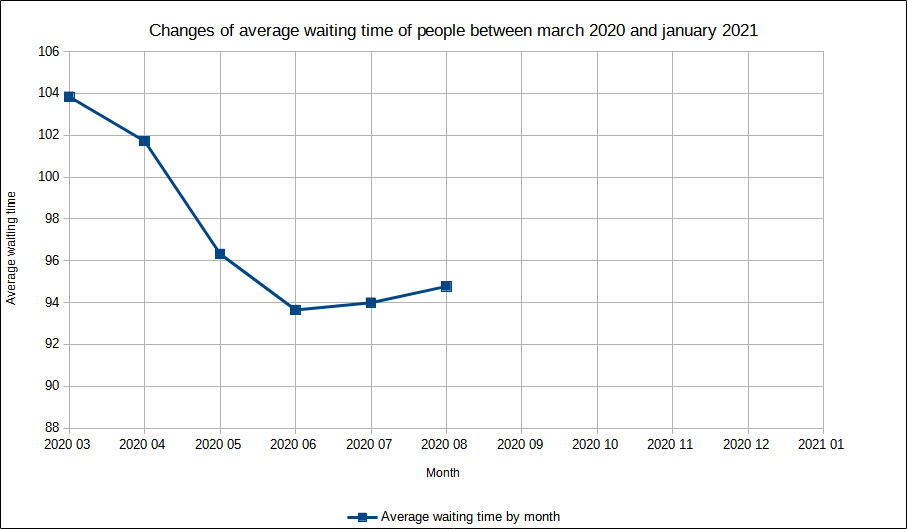 Changes of average waiting time of people between march 2020 and january 2021
106
104
102
100
98
96
94
92
90
88
Average waiting time
2020 03 2020 04 2020 05 2020 06 2020 07 2020 08 2020 09 2020 10 2020 11 2020 12 2021 01
Month
Average waiting time by month